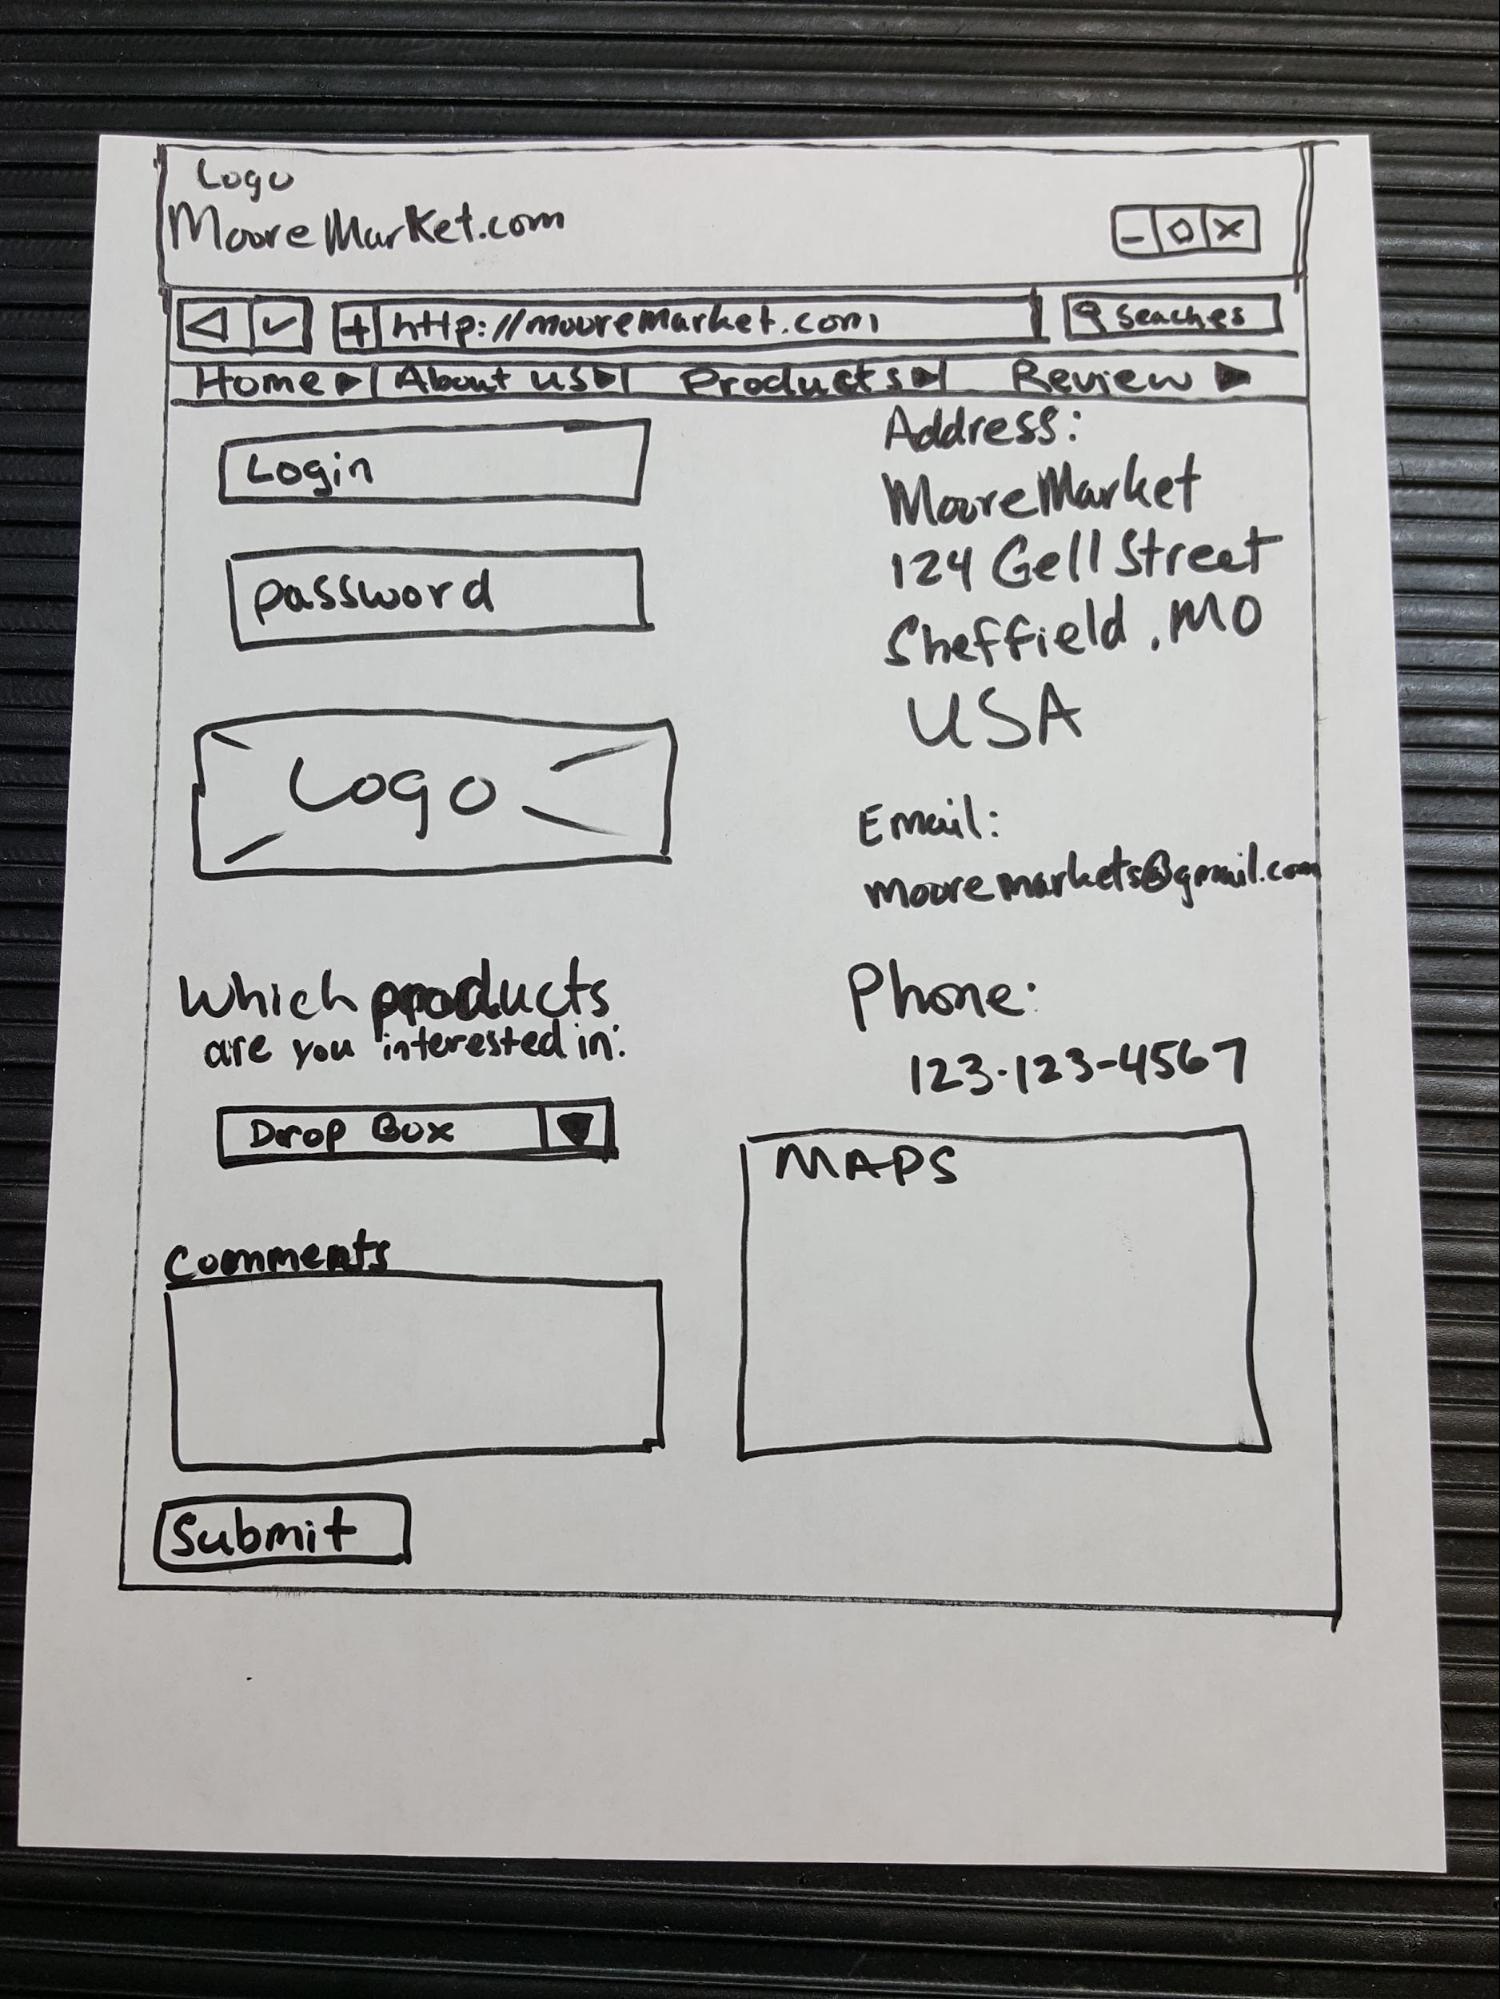 Logo
MooreMarket.com
http://mooremarket.com
Seaches
Home
About us
Products
Review
Login
password
Logo
Which products
are you interested in:
Drop Box
Comments
Submit
Address:
MooreMarket
124 Gell Street
Sheffield, MO
USA
Email:
mooremarkets@gmail.com
Phone:
123-123-4567
MAPS